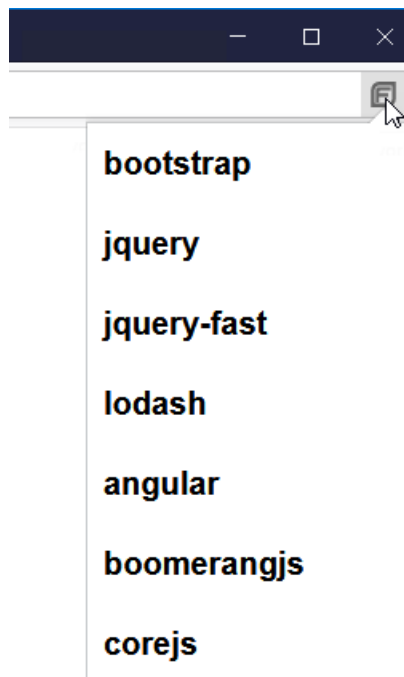 bootstrap
jquery
jquery-fast
lodash
angular
boomerangjs
corejs